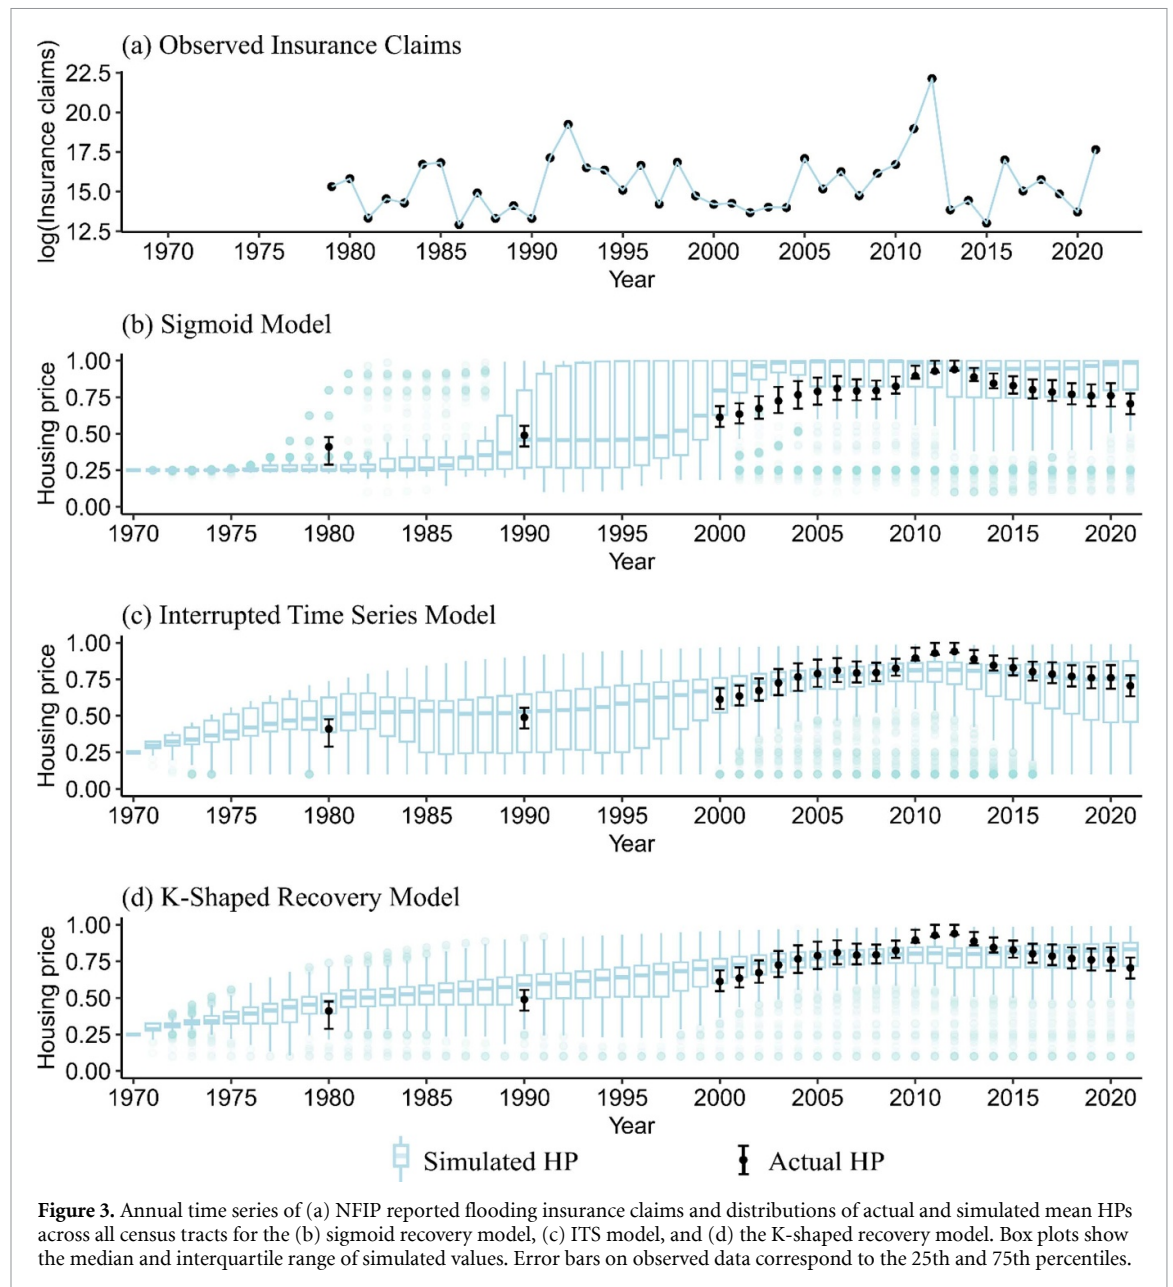 (a) Observed Insurance Claims
log(Insurance claims)
22.5
20.0
17.5
15.0
12.5
1970 1975 1980 1985 1990 1995 2000 2005 2010 2015 2020
Year
(b) Sigmoid Model
Housing price
1.00
0.75
0.50
0.25
0.00
1970 1975 1980 1985 1990 1995 2000 2005 2010 2015 2020
Year
(c) Interrupted Time Series Model
Housing price
1.00
0.75
0.50
0.25
0.00
1970 1975 1980 1985 1990 1995 2000 2005 2010 2015 2020
Year
(d) K-Shaped Recovery Model
Housing price
1.00
0.75
0.50
0.25
0.00
1970 1975 1980 1985 1990 1995 2000 2005 2010 2015 2020
Year
Simulated HP Actual HP
Figure 3. Annual time series of (a) NFIP reported flooding insurance claims and distributions of actual and simulated mean HPs
across all census tracts for the (b) sigmoid recovery model, (c) ITS model, and (d) the K-shaped recovery model. Box plots show
the median and interquartile range of simulated values. Error bars on observed data correspond to the 25th and 75th percentiles.